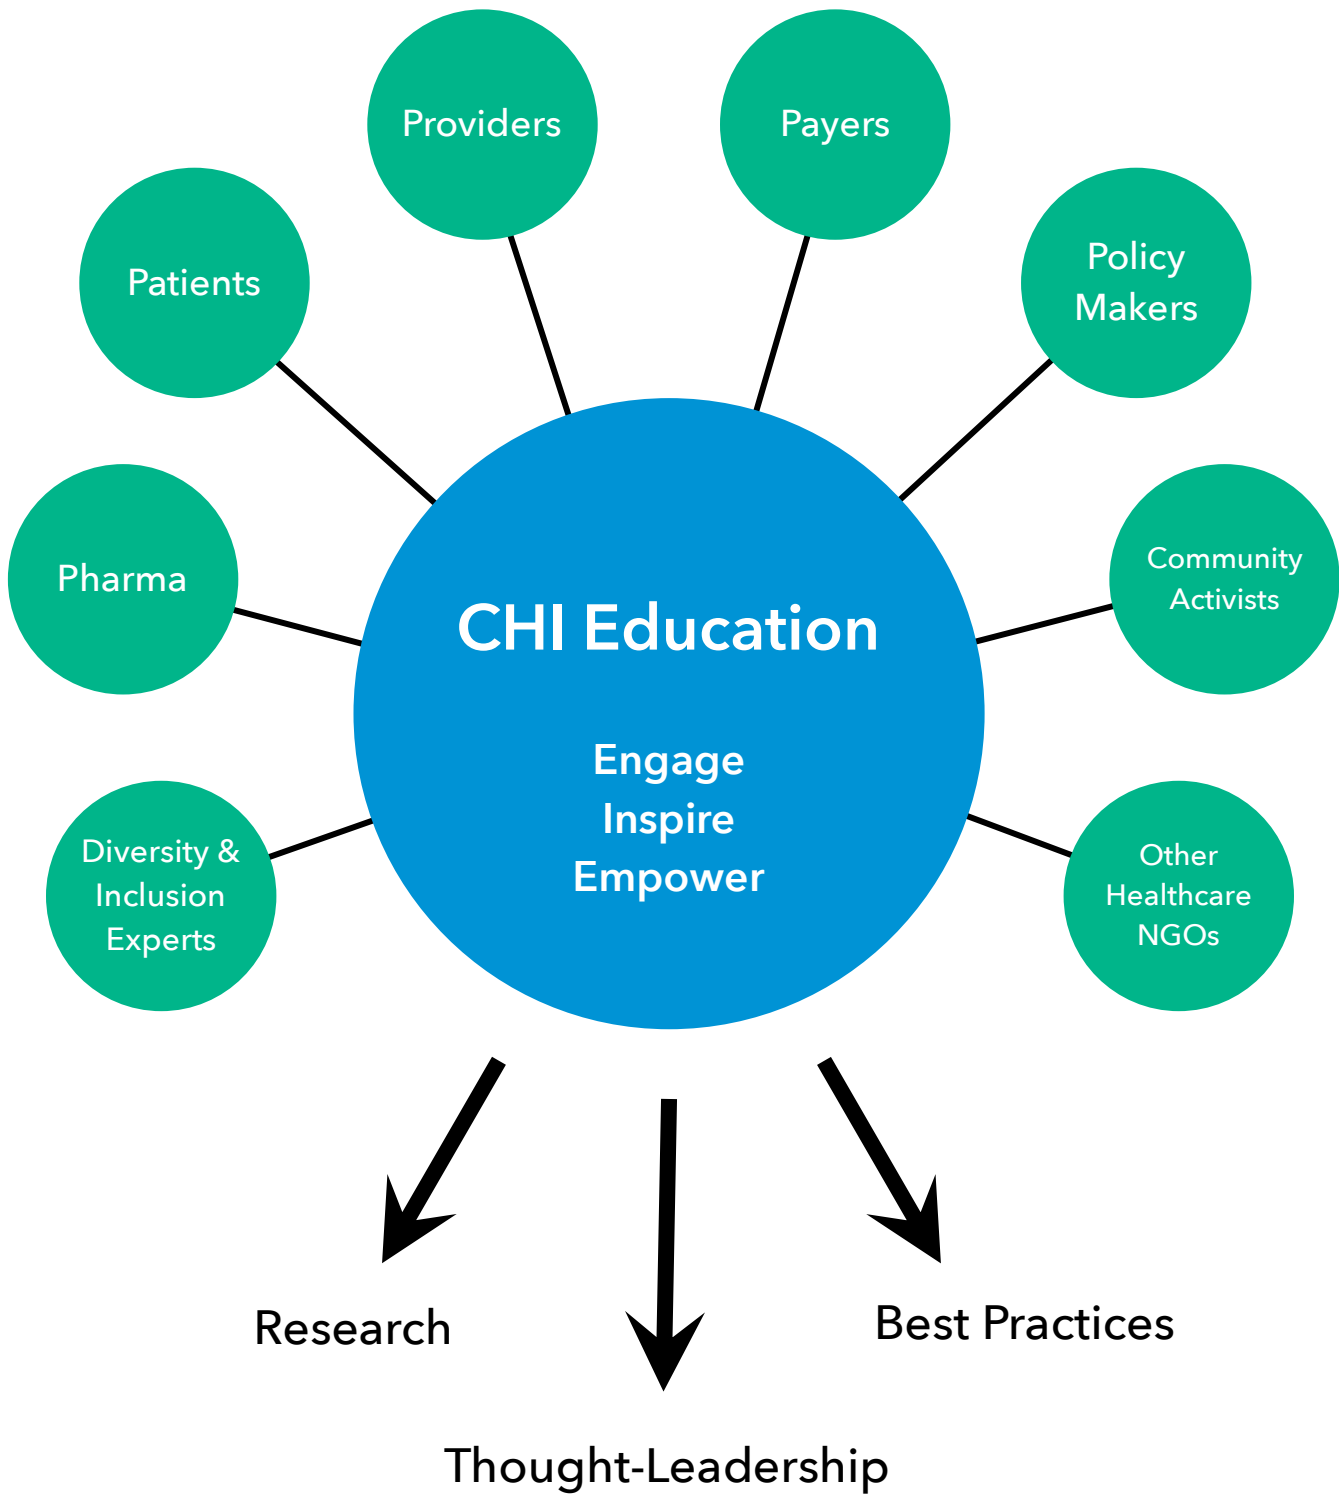 Providers
Payers
Patients
Policy
Makers
Pharma
Community
Activists
CHI Education
Engage
Inspire
Empower
Diversity &
Inclusion
Experts
Other
Healthcare
NGOs
Research
Best Practices
Thought-Leadership